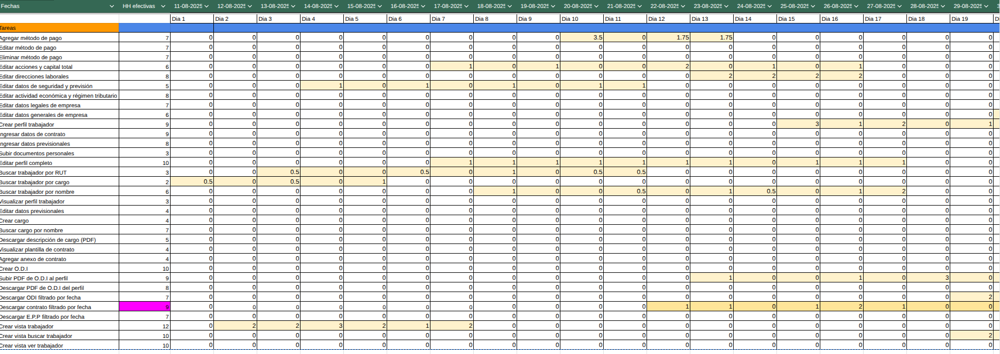 Fechas HH efectivas 11-08-2025 12-08-2025 13-08-2025 14-08-2025 15-08-2025 16-08-2025 17-08-2025 18-08-2025 19-08-2025 20-08-2025 21-08-2025 22-08-2025 23-08-2025 24-08-2025 25-08-2025 26-08-2025 27-08-2025 28-08-2025 29-08-2025 3
Dia 1 Dia 2 Dia 3 Dia 4 Dia 5 Dia 6 Dia 7 Dia 8 Dia 9 Dia 10 Dia 11 Dia 12 Dia 13 Dia 14 Dia 15 Dia 16 Dia 17 Dia 18 Dia 19 Di
Tareas
Agregar método de pago 7 0 0 0 0 0 0 0 0 0 3.5 0 1.75 1.75 0 0 0 0 0 0
Editar método de pago 7 0 0 0 0 0 0 0 0 0 0 0 0 0 0 0 0 0 0 0
Eliminar método de pago 7 0 0 0 0 0 0 0 0 0 0 0 0 0 0 0 0 0 0 0
Editar acciones y capital total 6 0 0 0 0 0 0 1 0 1 0 0 2 0 1 0 1 0 0 0
Editar direcciones laborales 8 0 0 0 0 0 0 0 0 0 0 0 0 2 2 2 2 0 0 0
Editar datos de seguridad y previsión 5 0 0 0 1 0 1 0 1 0 1 1 0 0 0 0 0 0 0 0
Editar actividad económica y régimen tributario 8 0 0 0 0 0 0 0 0 0 0 0 0 0 0 0 0 0 0 0
Editar datos legales de empresa 7 0 0 0 0 0 0 0 0 0 0 0 0 0 0 0 0 0 0 0
Editar datos generales de empresa 6 0 0 0 0 0 0 0 0 0 0 0 0 0 0 0 0 0 0 0
Crear perfil trabajador 9 0 0 0 0 0 0 0 0 0 0 0 0 0 0 3 1 2 0 1
ngresar datos de contrato 9 0 0 0 0 0 0 0 0 0 0 0 0 0 0 0 0 0 0 0
ngresar datos previsionales 8 0 0 0 0 0 0 0 0 0 0 0 0 0 0 0 0 0 0 0
Subir documentos personales 3 0 0 0 0 0 0 0 0 0 0 0 0 0 0 0 0 0 0 0
Editar perfil completo 10 0 0 0 0 0 0 1 1 1 1 1 1 1 0 1 1 1 0 0
Buscar trabajador por RUT 3 0 0 0.5 0 0 0.5 0 1 0 0.5 0.5 0 0 0 0 0 0 0 0
Buscar trabajador por cargo 2 0.5 0 0.5 0 1 0 0 0 0 0 0 0 0 0 0 0 0 0 0
Buscar trabajador por nombre 6 0 0 0 0 0 0 0 1 0 0 0.5 0 1 0.5 0 1 2 0 0
Visualizar perfil trabajador 3 0 0 0 0 0 0 0 0 0 0 0 0 0 0 0 0 0 0 0
Editar datos previsionales 4 0 0 0 0 0 0 0 0 0 0 0 0 0 0 0 0 0 0 0
Crear cargo 4 0 0 0 0 0 0 0 0 0 0 0 0 0 0 0 0 0 0 0
Buscar cargo por nombre 7 0 0 0 0 0 0 0 0 0 0 0 0 0 0 0 0 0 0 0
Descargar descripción de cargo (PDF) 5 0 0 0 0 0 0 0 0 0 0 0 0 0 0 0 0 0 0 0
Visualizar plantilla de contrato 4 0 0 0 0 0 0 0 0 0 0 0 0 0 0 0 0 0 0 0
Agregar anexo de contrato 4 0 0 0 0 0 0 0 0 0 0 0 0 0 0 0 0 0 0 0
Crear O.D.I 10 0 0 0 0 0 0 0 0 0 0 0 0 0 0 0 0 0 0 0
Subir PDF de O.D.I al perfil 9 0 0 0 0 0 0 0 0 0 0 0 0 1 0 0 1 0 3 0
Descargar PDF de O.D.I del perfil 8 0 0 0 0 0 0 0 0 0 0 0 0 0 0 0 0 0 0 0
Descargar ODI filtrado por fecha 7 0 0 0 0 0 0 0 0 0 0 0 0 0 0 0 0 0 0 2
Descargar contrato filtrado por fecha 9 0 0 0 0 0 0 0 0 0 0 0 1 1 0 1 2 1 0 0
Descargar E.P.P filtrado por fecha 7 0 0 0 0 0 0 0 0 0 0 0 0 0 0 0 0 0 0 0
Crear vista trabajador 12 0 2 2 3 2 1 2 0 0 0 0 0 0 0 0 0 0 0 0
Crear vista buscar trabajador 10 0 0 0 0 0 0 0 0 0 0 0 0 0 0 0 0 0 0 2
Crear vista ver trabajador 10 0 0 0 0 0 0 0 0 0 0 0 0 0 0 0 0 0 0 0